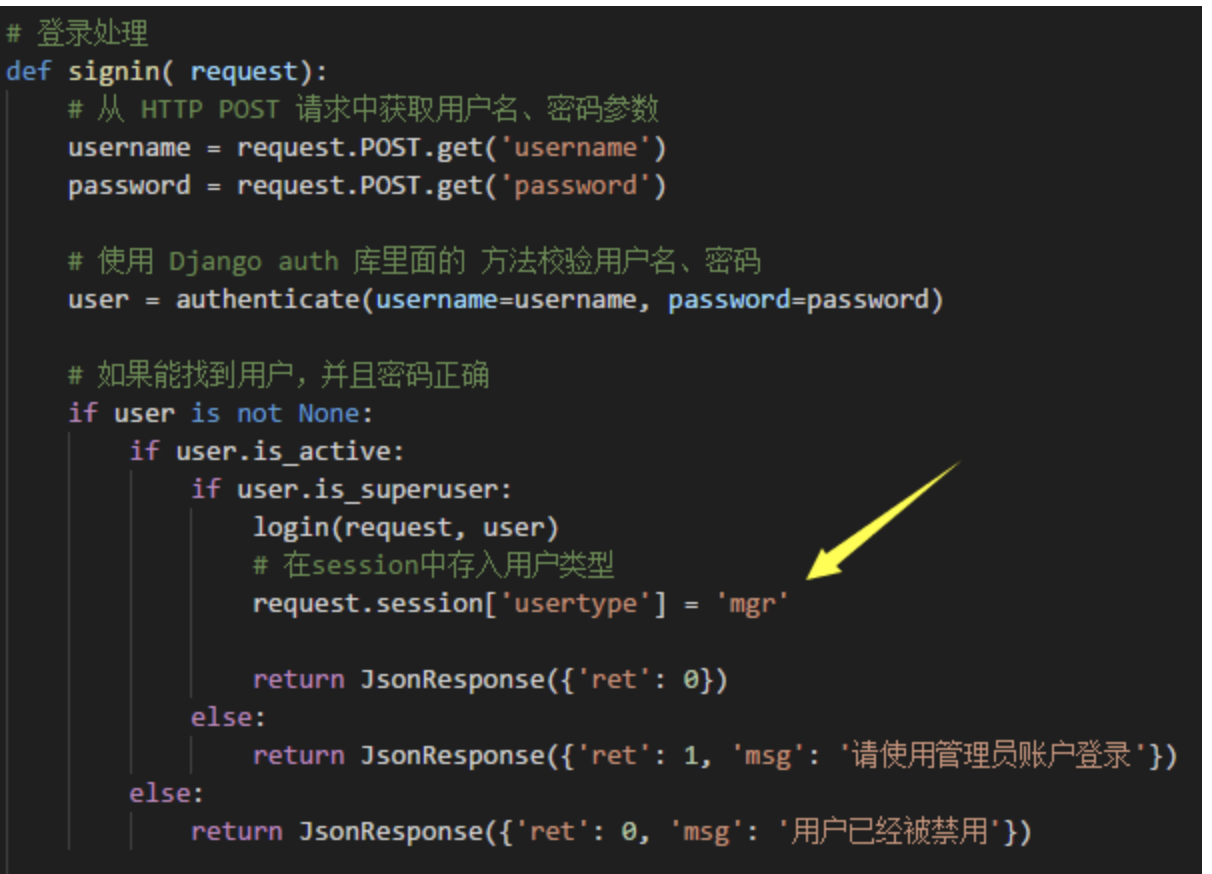 # 登录处理
def signin( request):
    # 从 HTTP POST 请求中获取用户名、密码参数
    username = request.POST.get('username')
    password = request.POST.get('password')

    # 使用 Django auth 库里面的 方法校验用户名、密码
    user = authenticate(username=username, password=password)

    # 如果能找到用户，并且密码正确
    if user is not None:
        if user.is_active:
            if user.is_superuser:
                login(request, user)
                # 在session中存入用户类型
                request.session['usertype'] = 'mgr'

                return JsonResponse({'ret': 0})
            else:
                return JsonResponse({'ret': 1, 'msg': '请使用管理员账户登录'})
        else:
            return JsonResponse({'ret': 0, 'msg': '用户已经被禁用'})